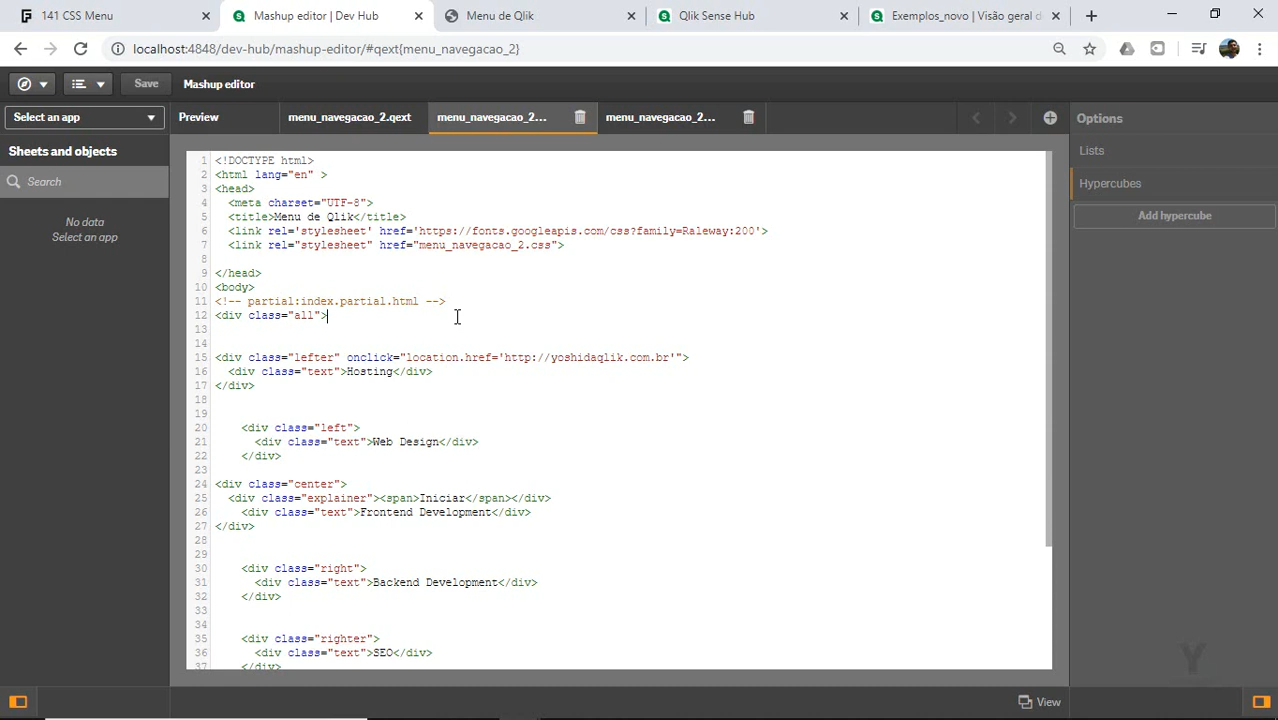 141 CSS Menu
Mashup editor | Dev Hub
Menu de Qlik
Qlik Sense Hub
Exemplos_novo | Visão geral d
localhost:4848/dev-hub/mashup-editor/#qext{menu_navegacao_2}
Save
Mashup editor
Select an app
Preview
menu_navegacao_2.qext
menu_navegacao_2...
menu_navegacao_2...
Options
Sheets and objects
Search
No data
Select an app
Lists
Hypercubes
Add hypercube
1 <!DOCTYPE html>
2 <html lang="en" >
3 <head>
4 <meta charset="UTF-8">
5 <title>Menu de Qlik</title>
6 <link rel='stylesheet' href='https://fonts.googleapis.com/css?family=Raleway:200'>
7 <link rel="stylesheet" href="menu_navegacao_2.css">
8
9 </head>
10 <body>
11 <!-- partial:index.partial.html -->
12 <div class="all">
13
14
15 <div class="lefter" onclick="location.href='http://yoshidaqlik.com.br'">
16 <div class="text">Hosting</div>
17 </div>
18
19
20 <div class="left">
21 <div class="text">Web Design</div>
22 </div>
23
24 <div class="center">
25 <div class="explainer"><span>Iniciar</span></div>
26 <div class="text">Frontend Development</div>
27 </div>
28
29
30 <div class="right">
31 <div class="text">Backend Development</div>
32 </div>
33
34
35 <div class="righter">
36 <div class="text">SEO</div>
37 </div>
Y
View